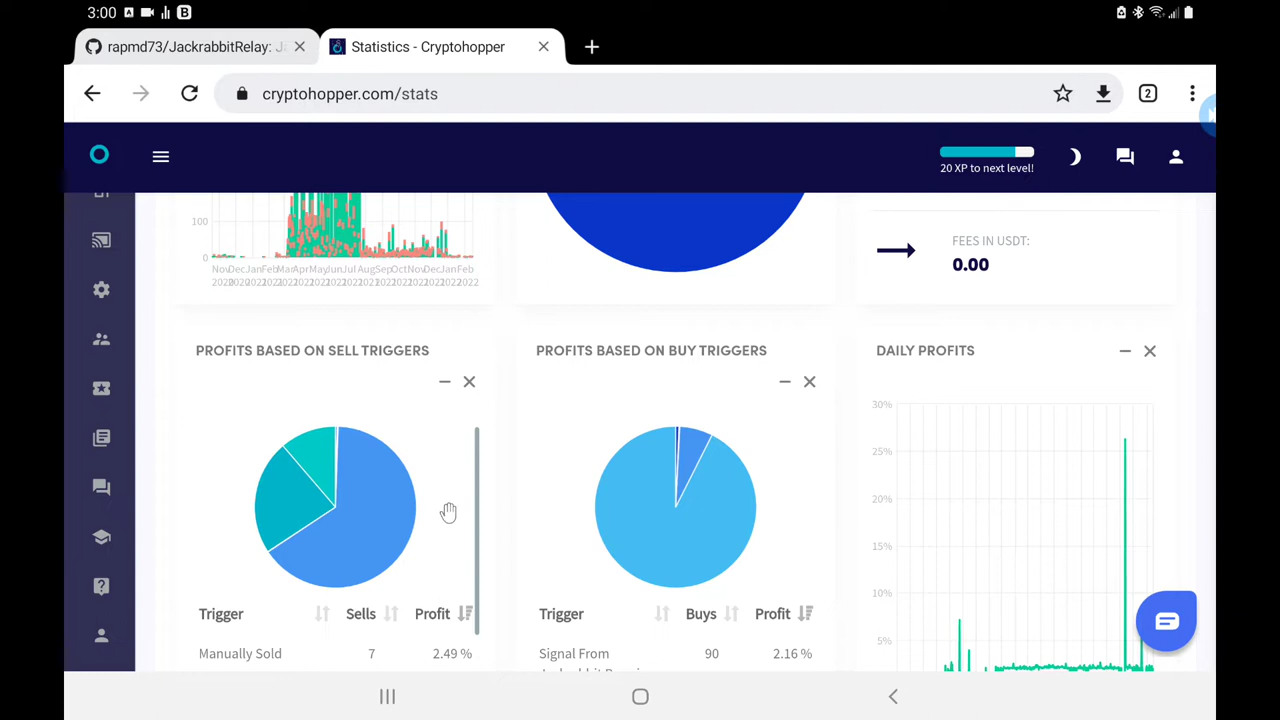 3:00
rapmd73/JackrabbitRelay: J
Statistics - Cryptohopper
cryptohopper.com/stats
2
20 XP to next level!
100
0
FEES IN USDT:
0.00
PROFITS BASED ON SELL TRIGGERS
PROFITS BASED ON BUY TRIGGERS
DAILY PROFITS
30%
25%
20%
15%
10%
5%
Trigger Sells Profit
Manually Sold 7 2.49 %
Trigger Buys Profit
Signal From 90 2.16 %